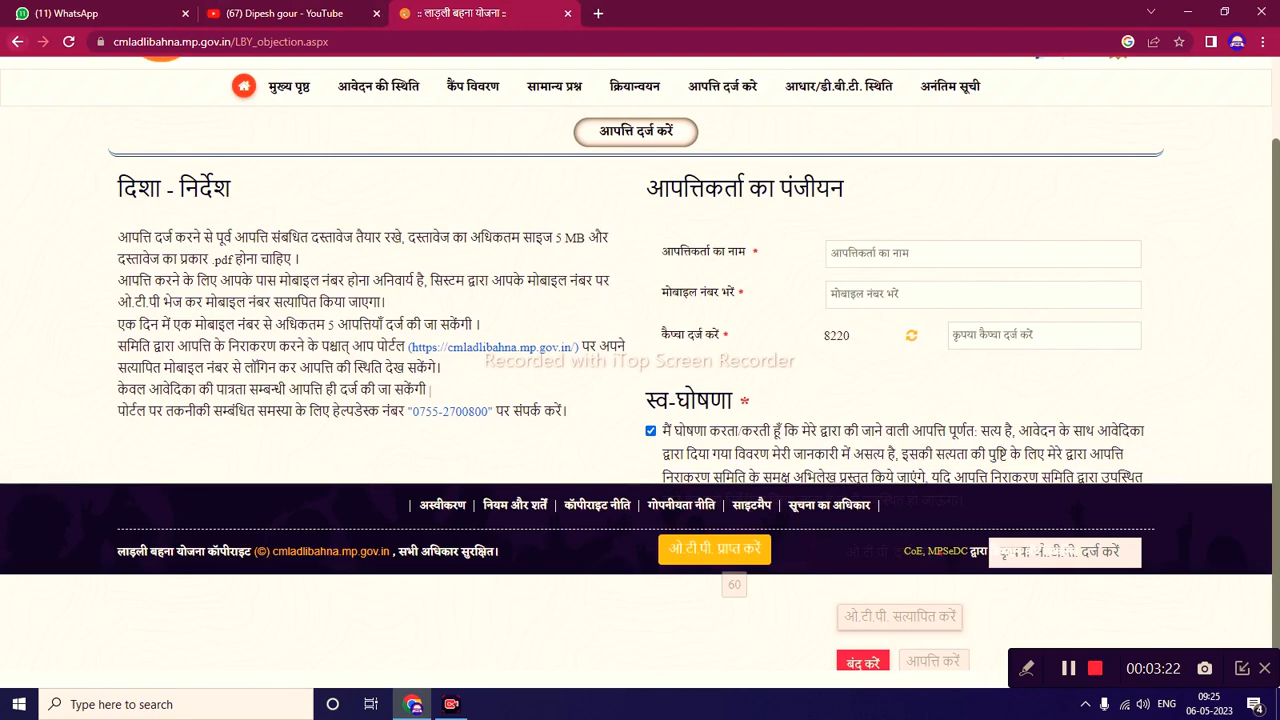 (11) WhatsApp
(67) Dipesh gour - YouTube
:: लाड़ली बहना योजना ::
cmladlibahna.mp.gov.in/LBY_objection.aspx
मुख्य पृष्ठ आवेदन की स्थिति कैंप विवरण सामान्य प्रश्न क्रियान्वयन आपत्ति दर्ज करे आधार/डी.बी.टी. स्थिति अनंतिम सूची
आपत्ति दर्ज करें
दिशा - निर्देश
आपत्ति दर्ज करने से पूर्व आपत्ति संबधित दस्तावेज तैयार रखे, दस्तावेज का अधिकतम साइज 5 MB और
दस्तावेज का प्रकार .pdf होना चाहिए ।
आपत्ति करने के लिए आपके पास मोबाइल नंबर होना अनिवार्य है, सिस्टम द्वारा आपके मोबाइल नंबर पर
ओ.टी.पी भेज कर मोबाइल नंबर सत्यापित किया जाएगा।
एक दिन में एक मोबाइल नंबर से अधिकतम 5 आपत्तियाँ दर्ज की जा सकेंगी ।
समिति द्वारा आपत्ति के निराकरण करने के पश्चात् आप पोर्टल (https://cmladlibahna.mp.gov.in/) पर अपने
सत्यापित मोबाइल नंबर से लॉगिन कर आपत्ति की स्थिति देख सकेंगे।
केवल आवेदिका की पात्रता सम्बन्धी आपत्ति ही दर्ज की जा सकेंगी |
पोर्टल पर तकनीकी सम्बंधित समस्या के लिए हेल्पडेस्क नंबर "0755-2700800" पर संपर्क करें।
आपत्तिकर्ता का पंजीयन
आपत्तिकर्ता का नाम * आपत्तिकर्ता का नाम
मोबाइल नंबर भरें * मोबाइल नंबर भरें
कैप्चा दर्ज करें * 8220 कृपया कैप्चा दर्ज करें
Recorded with iTop Screen Recorder
स्व-घोषणा *
मैं घोषणा करता/करती हूँ कि मेरे द्वारा की जाने वाली आपत्ति पूर्णत: सत्य है, आवेदन के साथ आवेदिका
द्वारा दिया गया विवरण मेरी जानकारी में असत्य है, इसकी सत्यता की पुष्टि के लिए मेरे द्वारा आपत्ति
निराकरण समिति के समक्ष अभिलेख प्रस्तुत किये जाएंगे, यदि आपत्ति निराकरण समिति द्वारा उपस्थित
| अस्वीकरण | नियम और शर्तें | कॉपीराइट नीति | गोपनीयता नीति | साइटमैप | सूचना का अधिकार |
लाड़ली बहना योजना कॉपीराइट (©) cmladlibahna.mp.gov.in , सभी अधिकार सुरक्षित।
ओ.टी.पी. प्राप्त करें
CoE, MPSeDC द्वारा
ओ.टी.पी. दर्ज करें
60
ओ.टी.पी. सत्यापित करें
बंद करें आपत्ति करें
00:03:22
Type here to search
ENG
09:25
06-05-2023
4